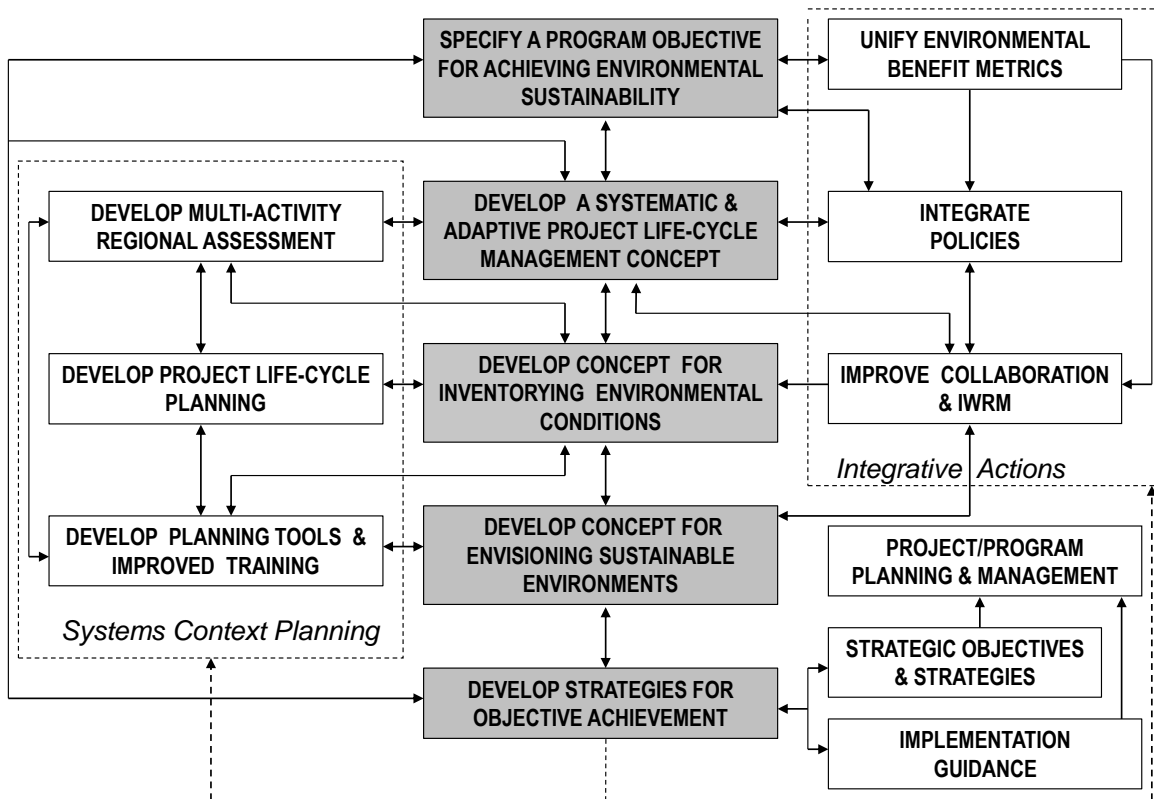 SPECIFY A PROGRAM OBJECTIVE
FOR ACHIEVING ENVIRONMENTAL
SUSTAINABILITY
UNIFY ENVIRONMENTAL
BENEFIT METRICS
DEVELOP MULTI-ACTIVITY
REGIONAL ASSESSMENT
DEVELOP A SYSTEMATIC &
ADAPTIVE PROJECT LIFE-CYCLE
MANAGEMENT CONCEPT
INTEGRATE
POLICIES
DEVELOP PROJECT LIFE-CYCLE
PLANNING
DEVELOP CONCEPT FOR
INVENTORYING ENVIRONMENTAL
CONDITIONS
IMPROVE COLLABORATION
& IWRM
Integrative Actions
DEVELOP PLANNING TOOLS &
IMPROVED TRAINING
DEVELOP CONCEPT FOR
ENVISIONING SUSTAINABLE
ENVIRONMENTS
PROJECT/PROGRAM
PLANNING & MANAGEMENT
Systems Context Planning
STRATEGIC OBJECTIVES
& STRATEGIES
DEVELOP STRATEGIES FOR
OBJECTIVE ACHIEVEMENT
IMPLEMENTATION
GUIDANCE